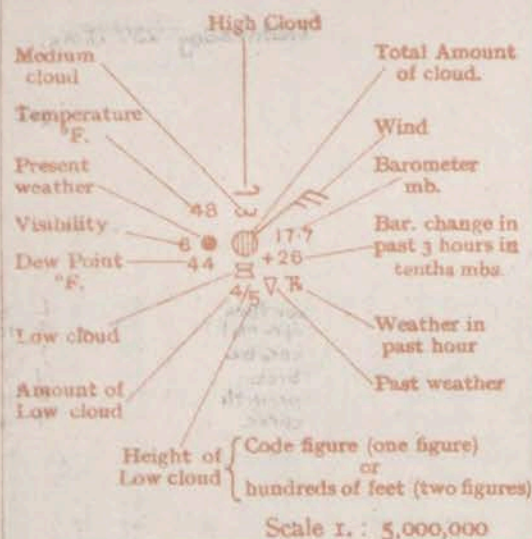 High Cloud
Medium cloud
Total Amount of cloud.
Temperature °F.
Wind
Present weather
Barometer mb.
48
Visibility
6
17.7
Bar. change in past 3 hours in tenths mbs.
Dew Point °F.
44
+26
4/5
Low cloud
Weather in past hour
Amount of Low cloud
Past weather
Height of Low cloud { Code figure (one figure)
or
hundreds of feet (two figures)
Scale 1. : 5,000,000